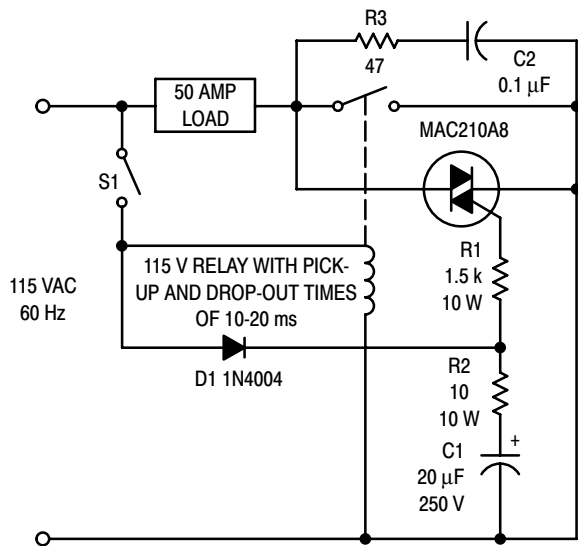 R3
47
C2
0.1 µF
50 AMP
LOAD
MAC210A8
S1
R1
1.5 k
10 W
115 V RELAY WITH PICK-
UP AND DROP-OUT TIMES
OF 10-20 ms
115 VAC
60 Hz
D1 1N4004
R2
10
10 W
C1
+
20 µF
250 V